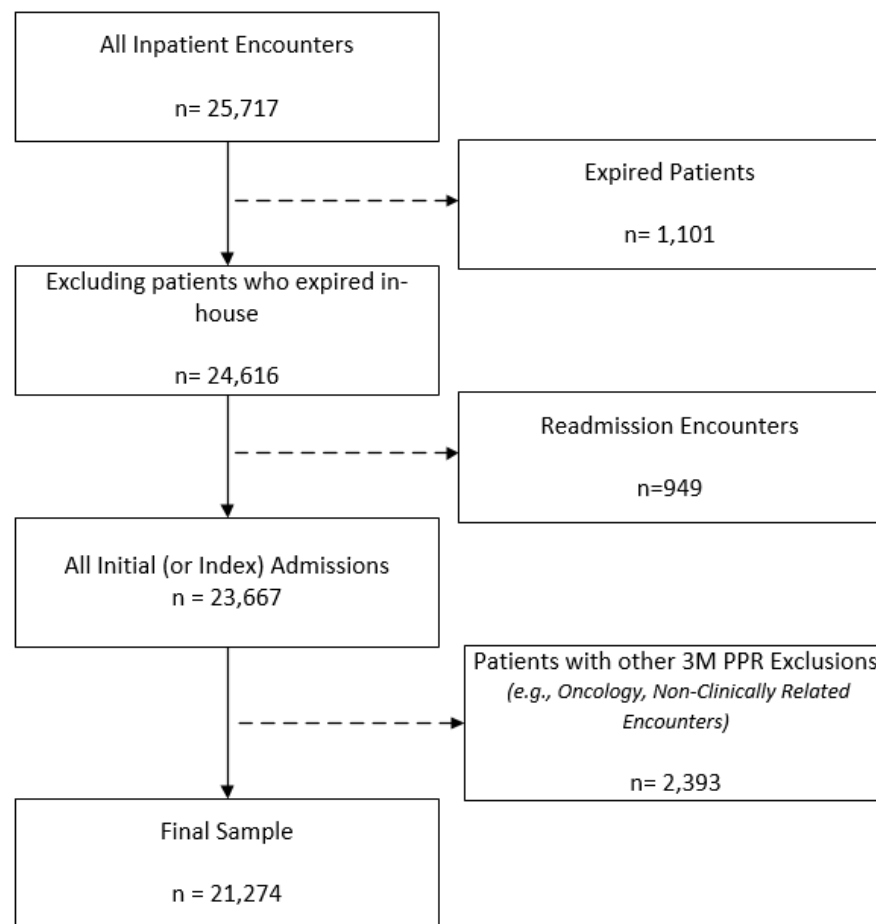 All Inpatient Encounters
n= 25,717
Expired Patients
n= 1,101
Excluding patients who expired in-
house
n= 24,616
Readmission Encounters
n=949
All Initial (or Index) Admissions
n = 23,667
Patients with other 3M PPR Exclusions
(e.g., Oncology, Non-Clinically Related
Encounters)
n= 2,393
Final Sample
n = 21,274